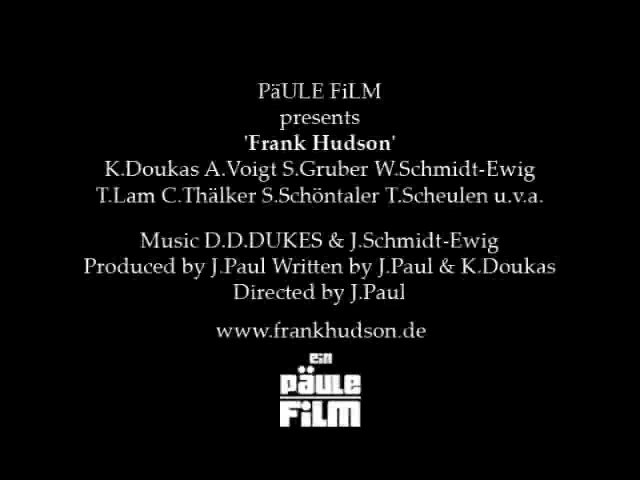 PäULE FiLM
presents
'Frank Hudson'
K.Doukas A.Voigt S.Gruber W.Schmidt-Ewig
T.Lam C.Thälker S.Schöntaler T.Scheulen u.v.a.
Music D.D.DUKES & J.Schmidt-Ewig
Produced by J.Paul Written by J.Paul & K.Doukas
Directed by J.Paul
www.frankhudson.de
ein
päule
FiLM